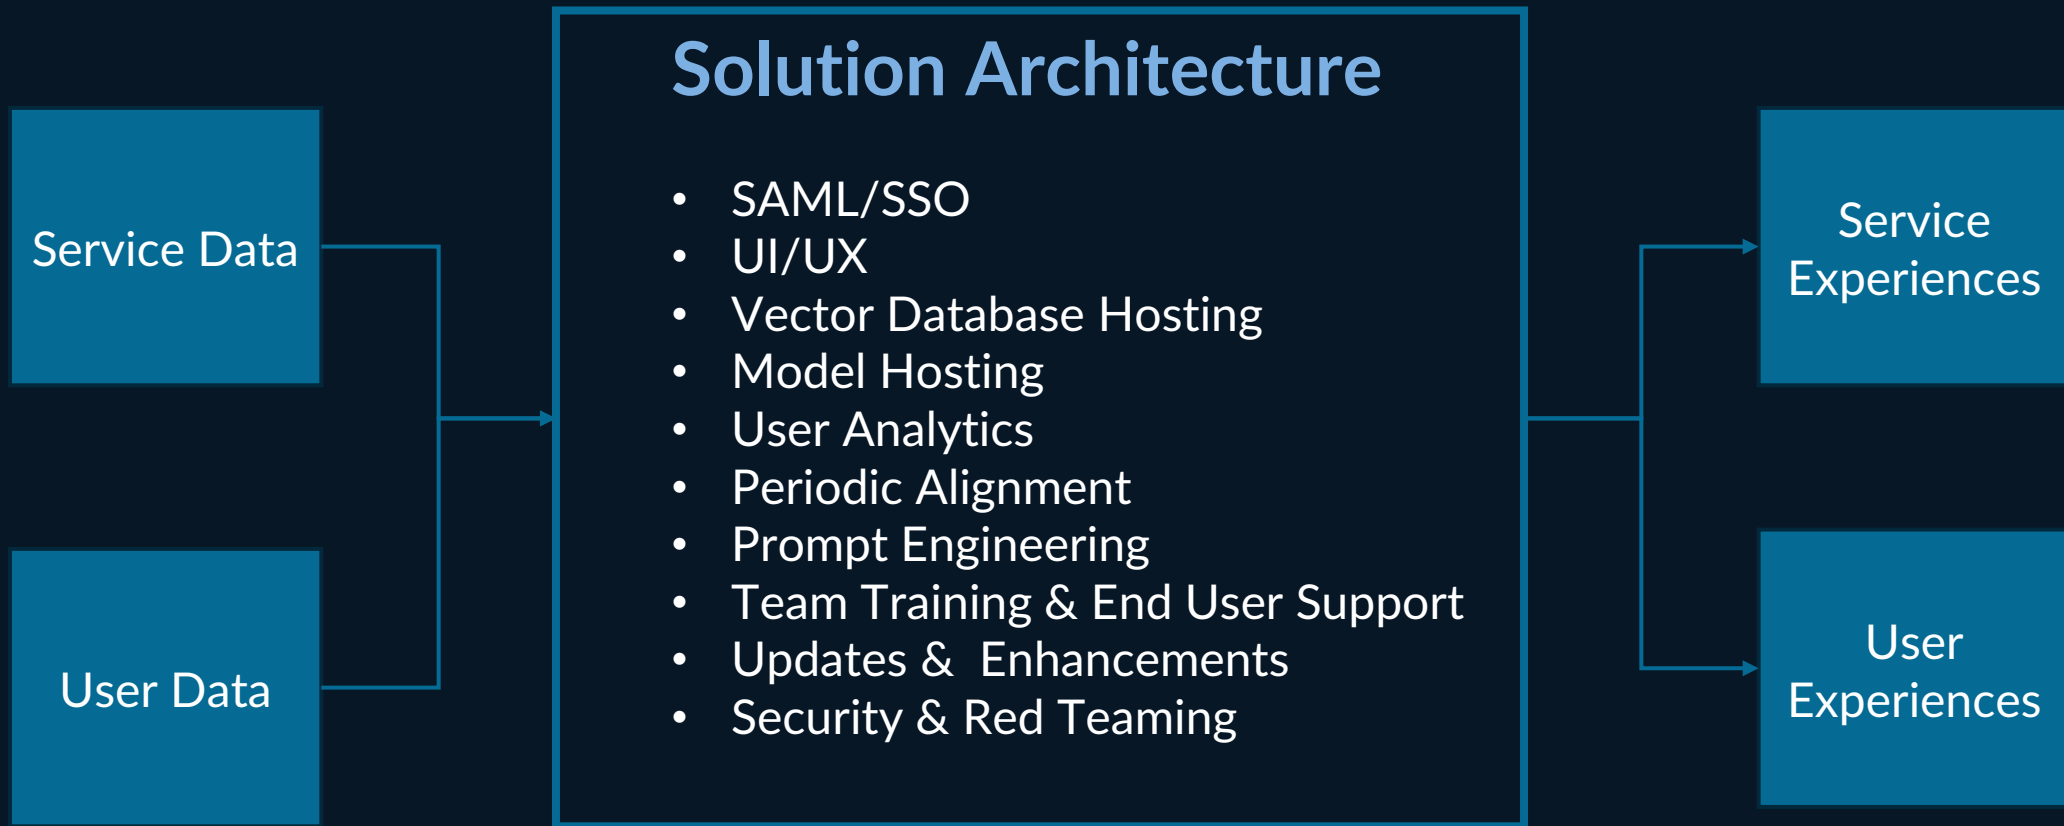 Solution Architecture
Service Data
User Data
• SAML/SSO
• UI/UX
• Vector Database Hosting
• Model Hosting
• User Analytics
• Periodic Alignment
• Prompt Engineering
• Team Training & End User Support
• Updates &  Enhancements
• Security & Red Teaming
Service
Experiences
User
Experiences